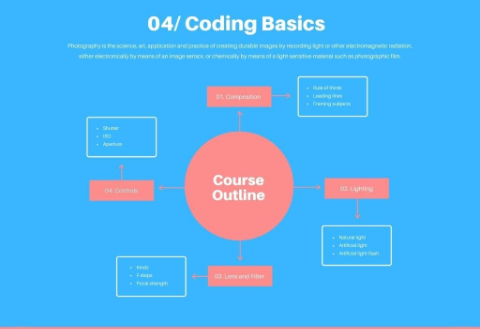 04/ Coding Basics
Photography is the science, art, application and practice of creating durable images by recording light or other electromagnetic radiation,
either electronically by means of an image sensor, or chemically by means of a light-sensitive material such as photographic film.
01. Composition
• Rule of thirds
• Leading lines
• Framing subjects
• Shutter
• ISO
• Aperture
Course
Outline
04. Controls
02. Lighting
• Natural light
• Artificial light
• Artificial light
• F stops
• Focal strength
03. Lens and Filter